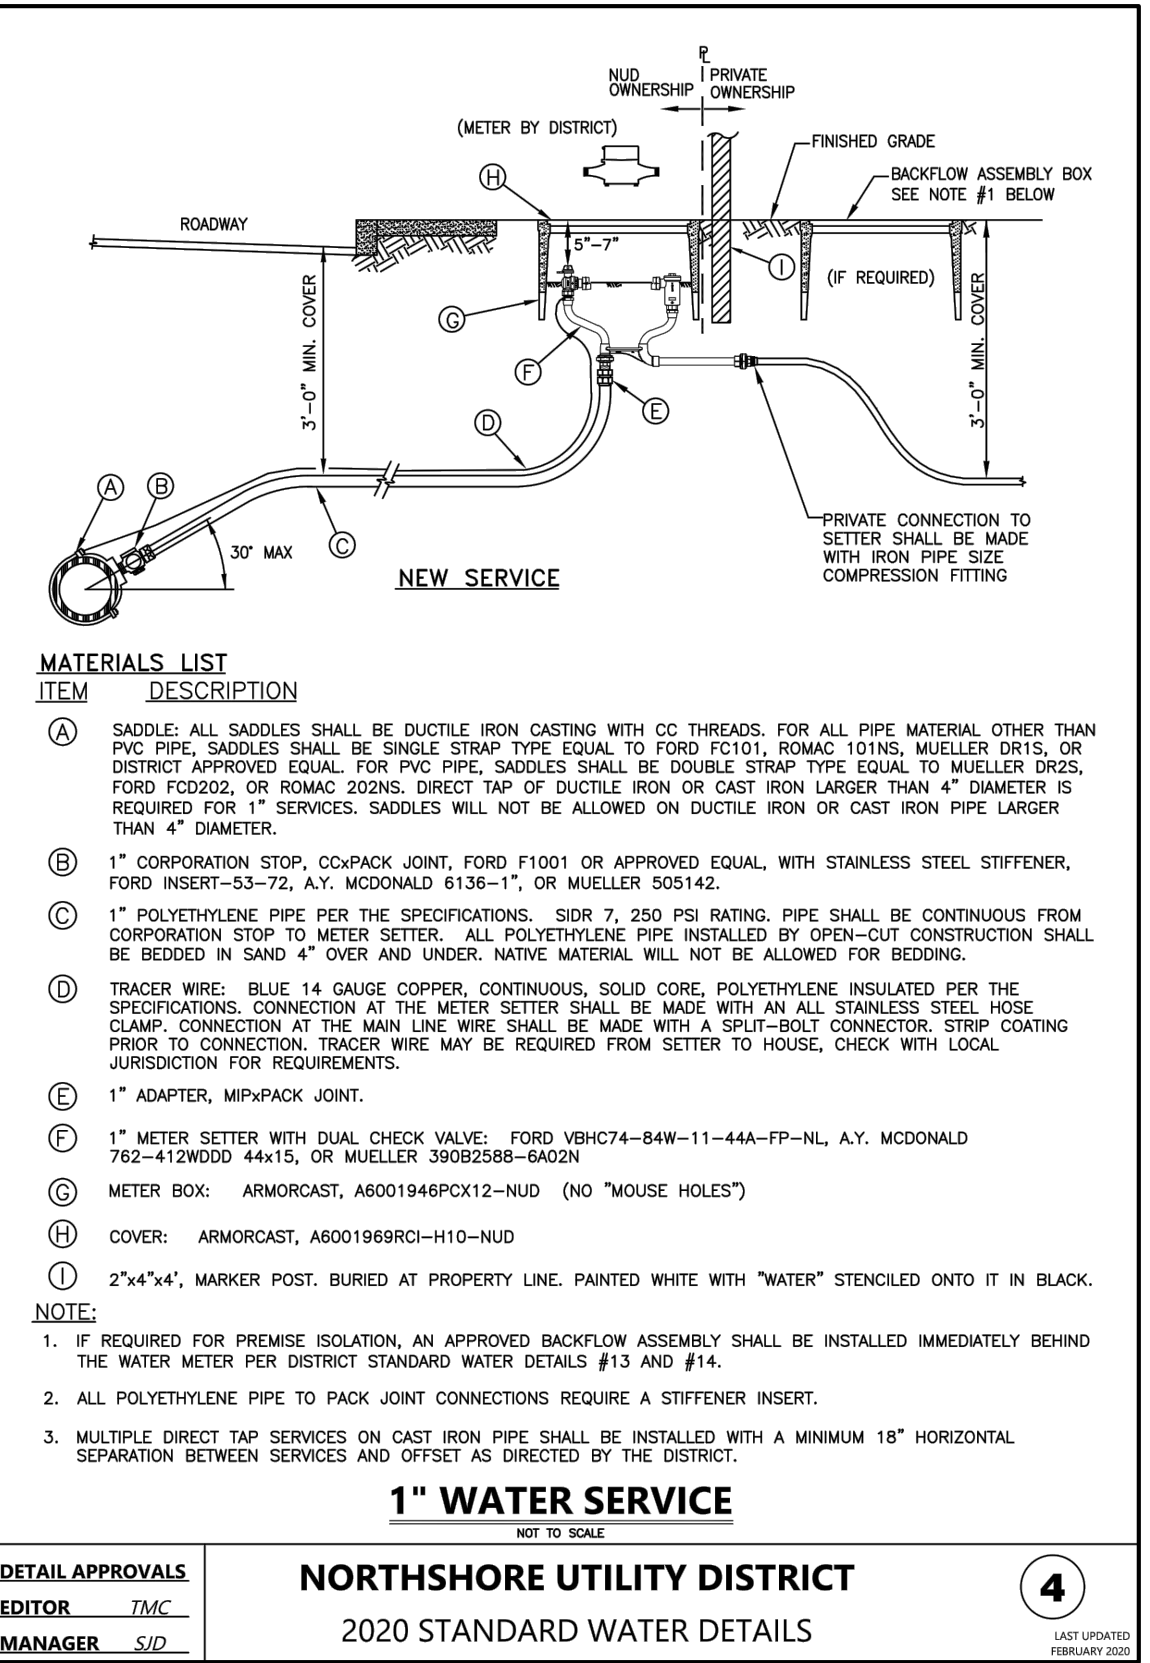 ℄
NUD
OWNERSHIP
PRIVATE
OWNERSHIP
(METER BY DISTRICT)
FINISHED GRADE
H
BACKFLOW ASSEMBLY BOX
SEE NOTE #1 BELOW
ROADWAY
5"-7"
I
(IF REQUIRED)
G
3'-0" MIN. COVER
3'-0" MIN. COVER
F
E
D
A
B
C
30° MAX
PRIVATE CONNECTION TO
SETTER SHALL BE MADE
WITH IRON PIPE SIZE
COMPRESSION FITTING
NEW SERVICE
MATERIALS LIST
ITEM DESCRIPTION
A SADDLE: ALL SADDLES SHALL BE DUCTILE IRON CASTING WITH CC THREADS. FOR ALL PIPE MATERIAL OTHER THAN
PVC PIPE, SADDLES SHALL BE SINGLE STRAP TYPE EQUAL TO FORD FC101, ROMAC 101NS, MUELLER DR1S, OR
DISTRICT APPROVED EQUAL. FOR PVC PIPE, SADDLES SHALL BE DOUBLE STRAP TYPE EQUAL TO MUELLER DR2S,
FORD FCD202, OR ROMAC 202NS. DIRECT TAP OF DUCTILE IRON OR CAST IRON LARGER THAN 4" DIAMETER IS
REQUIRED FOR 1" SERVICES. SADDLES WILL NOT BE ALLOWED ON DUCTILE IRON OR CAST IRON PIPE LARGER
THAN 4" DIAMETER.
B 1" CORPORATION STOP, CCxPACK JOINT, FORD F1001 OR APPROVED EQUAL, WITH STAINLESS STEEL STIFFENER,
FORD INSERT-53-72, A.Y. MCDONALD 6136-1", OR MUELLER 505142.
C 1" POLYETHYLENE PIPE PER THE SPECIFICATIONS. SIDR 7, 250 PSI RATING. PIPE SHALL BE CONTINUOUS FROM
CORPORATION STOP TO METER SETTER. ALL POLYETHYLENE PIPE INSTALLED BY OPEN-CUT CONSTRUCTION SHALL
BE BEDDED IN SAND 4" OVER AND UNDER. NATIVE MATERIAL WILL NOT BE ALLOWED FOR BEDDING.
D TRACER WIRE: BLUE 14 GAUGE COPPER, CONTINUOUS, SOLID CORE, POLYETHYLENE INSULATED PER THE
SPECIFICATIONS. CONNECTION AT THE METER SETTER SHALL BE MADE WITH AN ALL STAINLESS STEEL HOSE
CLAMP. CONNECTION AT THE MAIN LINE WIRE SHALL BE MADE WITH A SPLIT-BOLT CONNECTOR. STRIP COATING
PRIOR TO CONNECTION. TRACER WIRE MAY BE REQUIRED FROM SETTER TO HOUSE, CHECK WITH LOCAL
JURISDICTION FOR REQUIREMENTS.
E 1" ADAPTER, MIPxPACK JOINT.
F 1" METER SETTER WITH DUAL CHECK VALVE: FORD VBHC74-84W-11-44A-FP-NL, A.Y. MCDONALD
762-412WDDD 44x15, OR MUELLER 390B2588-6A02N
G METER BOX: ARMORCAST, A6001946PCX12-NUD (NO "MOUSE HOLES")
H COVER: ARMORCAST, A6001969RCI-H10-NUD
I 2"x4"x4', MARKER POST. BURIED AT PROPERTY LINE. PAINTED WHITE WITH "WATER" STENCILED ONTO IT IN BLACK.
NOTE:
1. IF REQUIRED FOR PREMISE ISOLATION, AN APPROVED BACKFLOW ASSEMBLY SHALL BE INSTALLED IMMEDIATELY BEHIND
THE WATER METER PER DISTRICT STANDARD WATER DETAILS #13 AND #14.
2. ALL POLYETHYLENE PIPE TO PACK JOINT CONNECTIONS REQUIRE A STIFFENER INSERT.
3. MULTIPLE DIRECT TAP SERVICES ON CAST IRON PIPE SHALL BE INSTALLED WITH A MINIMUM 18" HORIZONTAL
SEPARATION BETWEEN SERVICES AND OFFSET AS DIRECTED BY THE DISTRICT.
1" WATER SERVICE
NOT TO SCALE
DETAIL APPROVALS
EDITOR TMC
MANAGER SJD
NORTHSHORE UTILITY DISTRICT
2020 STANDARD WATER DETAILS
4
LAST UPDATED
FEBRUARY 2020